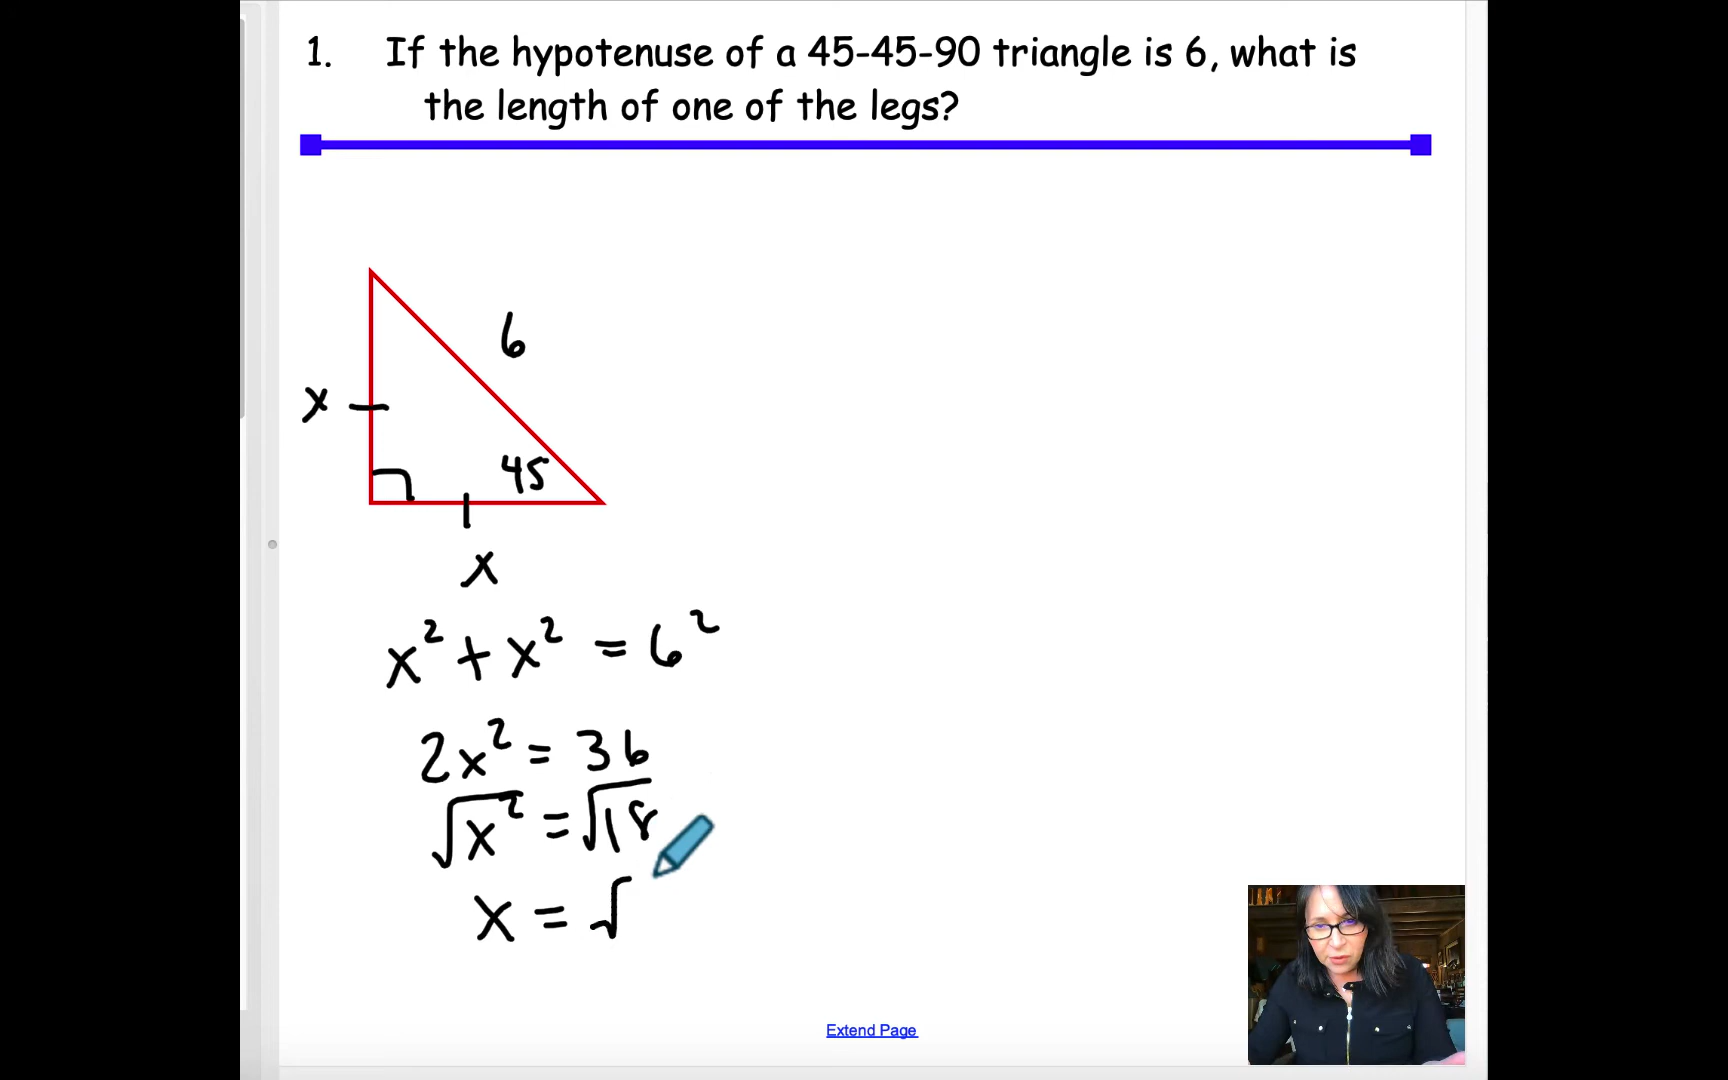 1. If the hypotenuse of a 45-45-90 triangle is 6, what is
the length of one of the legs?
6
x
45
x
x² + x² = 6²
2x² = 36
√x² = √18
x = √
Extend Page